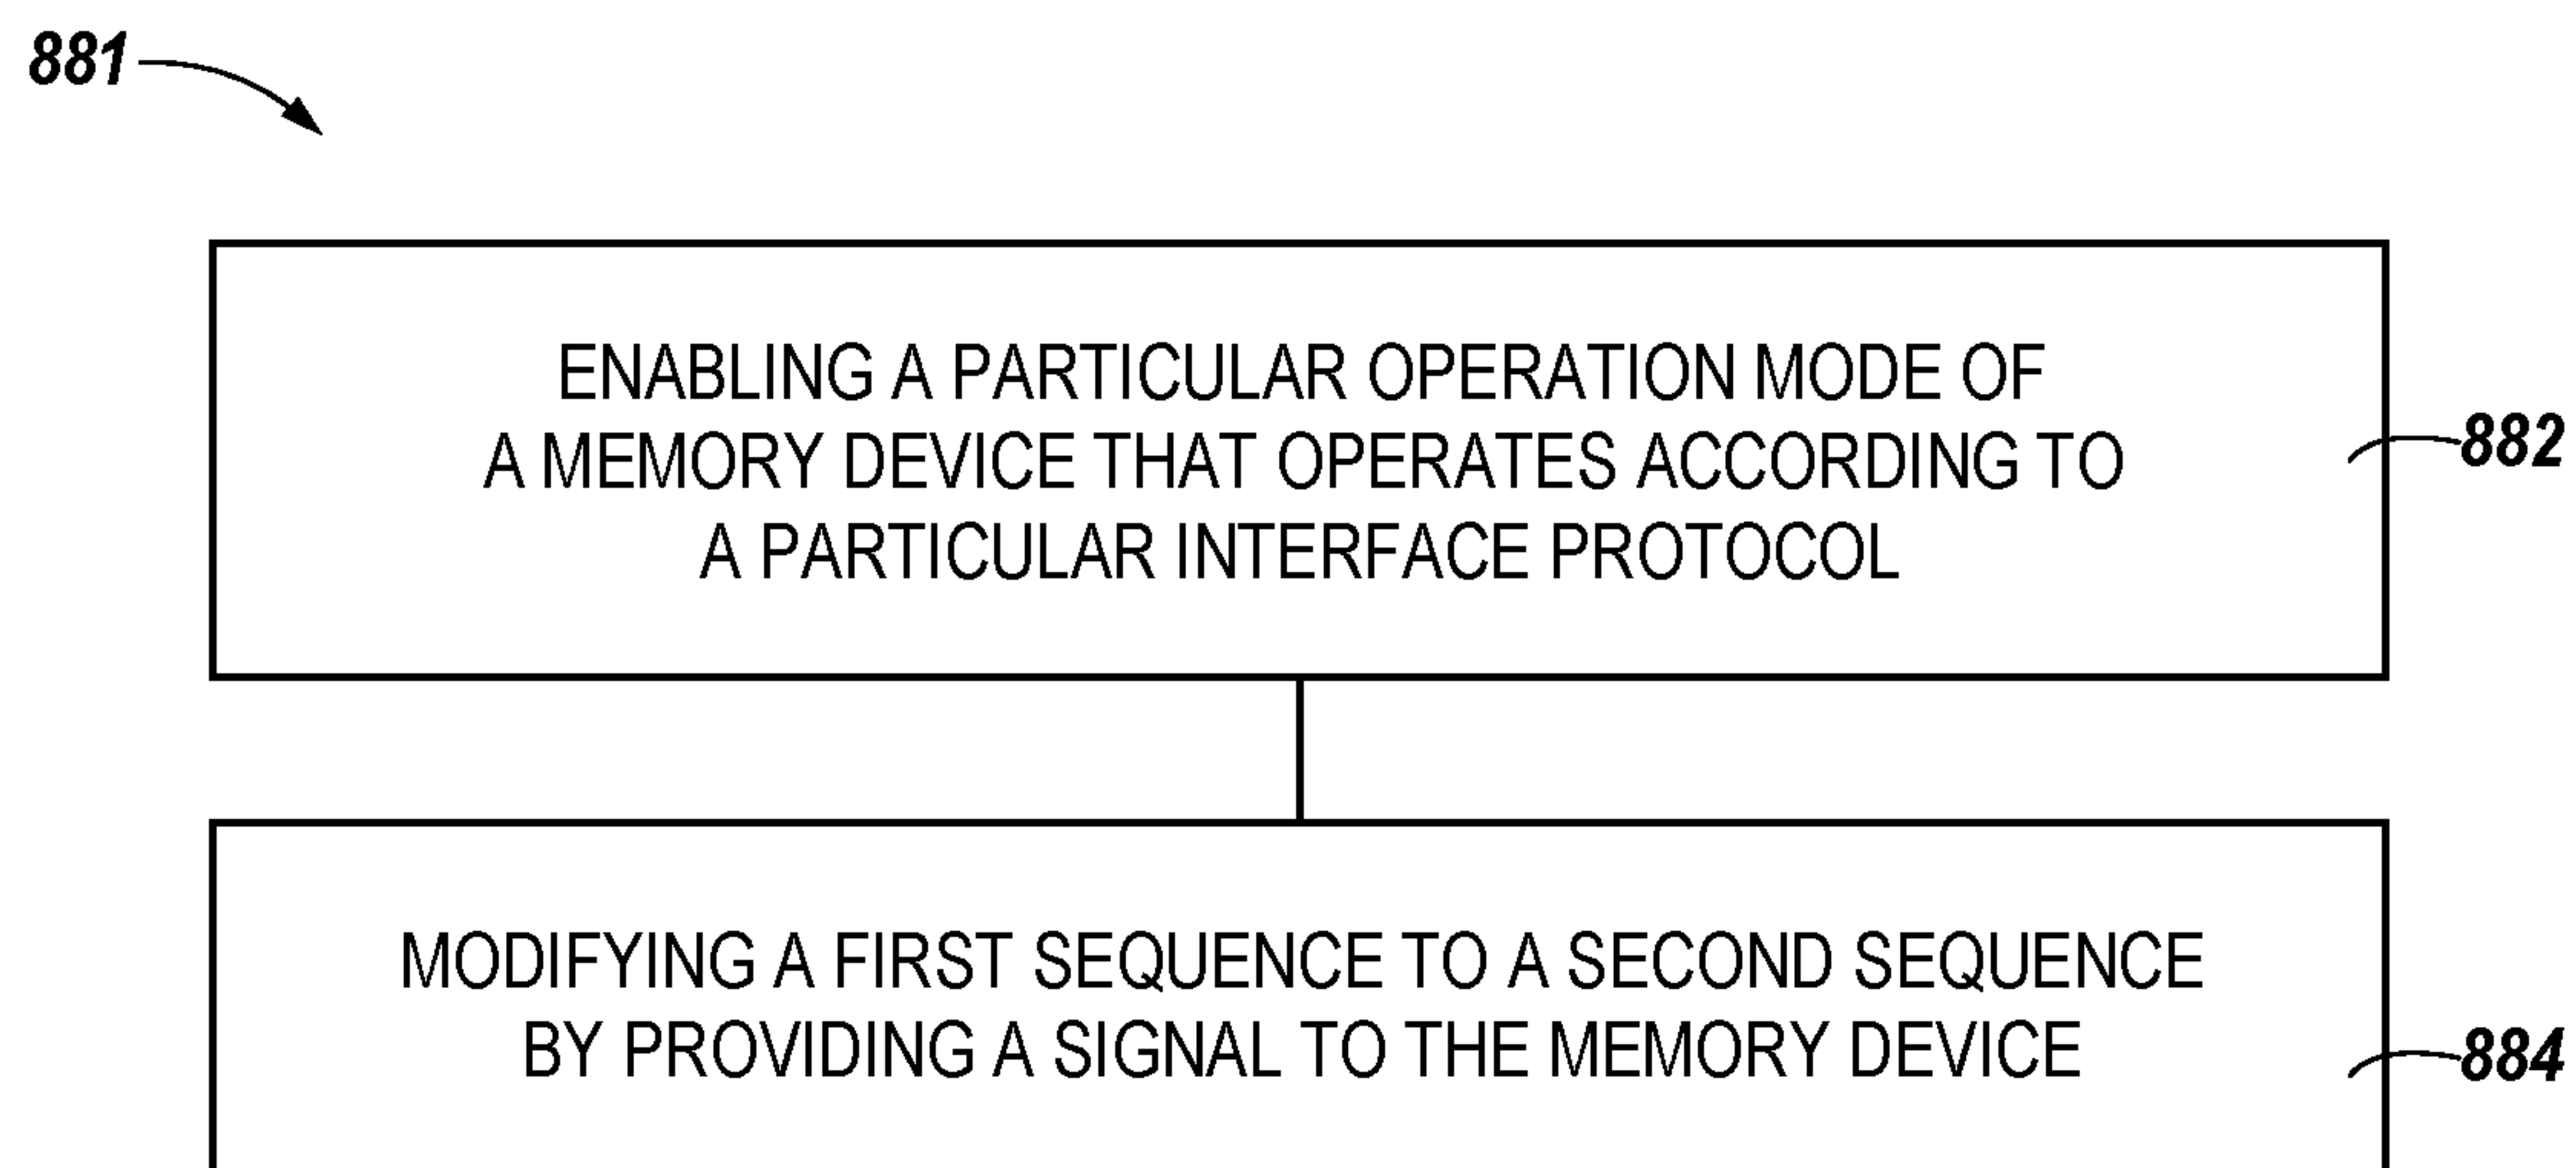 881
ENABLING A PARTICULAR OPERATION MODE OF
A MEMORY DEVICE THAT OPERATES ACCORDING TO
A PARTICULAR INTERFACE PROTOCOL
882
MODIFYING A FIRST SEQUENCE TO A SECOND SEQUENCE
BY PROVIDING A SIGNAL TO THE MEMORY DEVICE
884